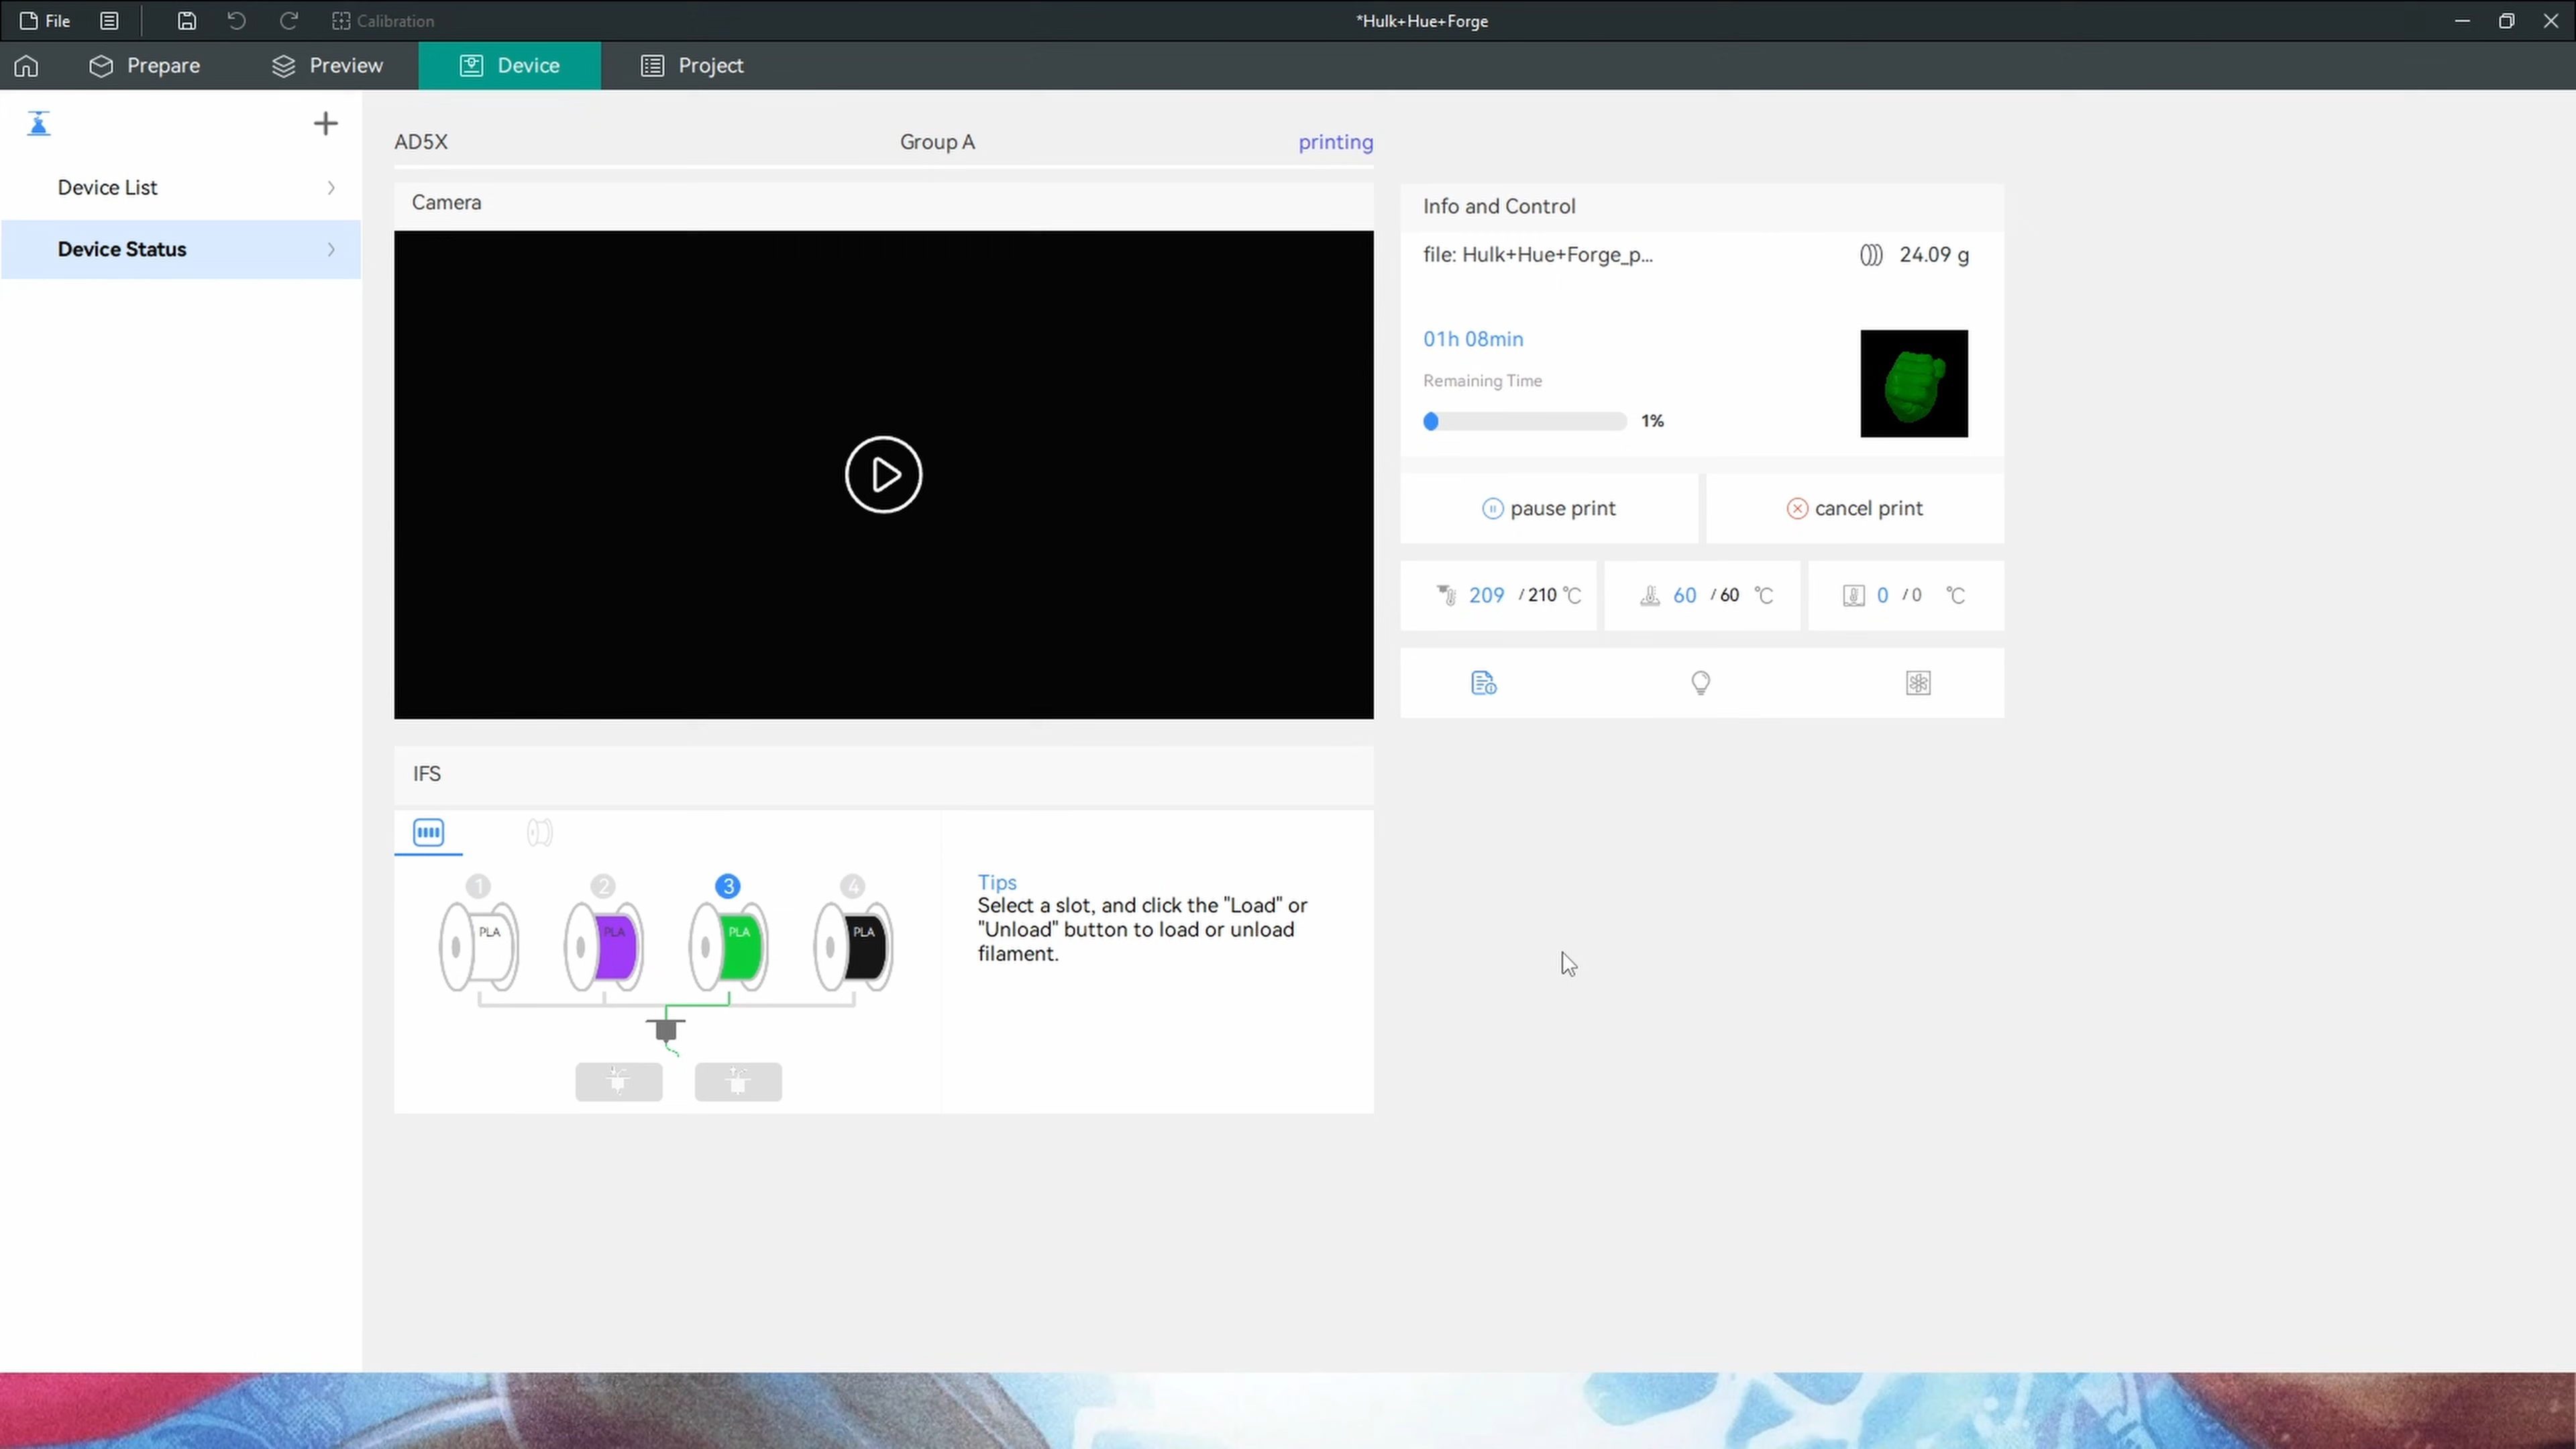 File
Calibration
*Hulk+Hue+Forge
Prepare
Preview
Device
Project
Device List
Device Status
AD5X
Group A
printing
Camera
Info and Control
file: Hulk+Hue+Forge_p...
24.09 g
01h 08min
Remaining Time
1%
pause print
cancel print
209 / 210 ℃
60 / 60 ℃
0 / 0 ℃
IFS
1
2
3
4
PLA
PLA
PLA
PLA
Tips
Select a slot, and click the "Load" or
"Unload" button to load or unload
filament.